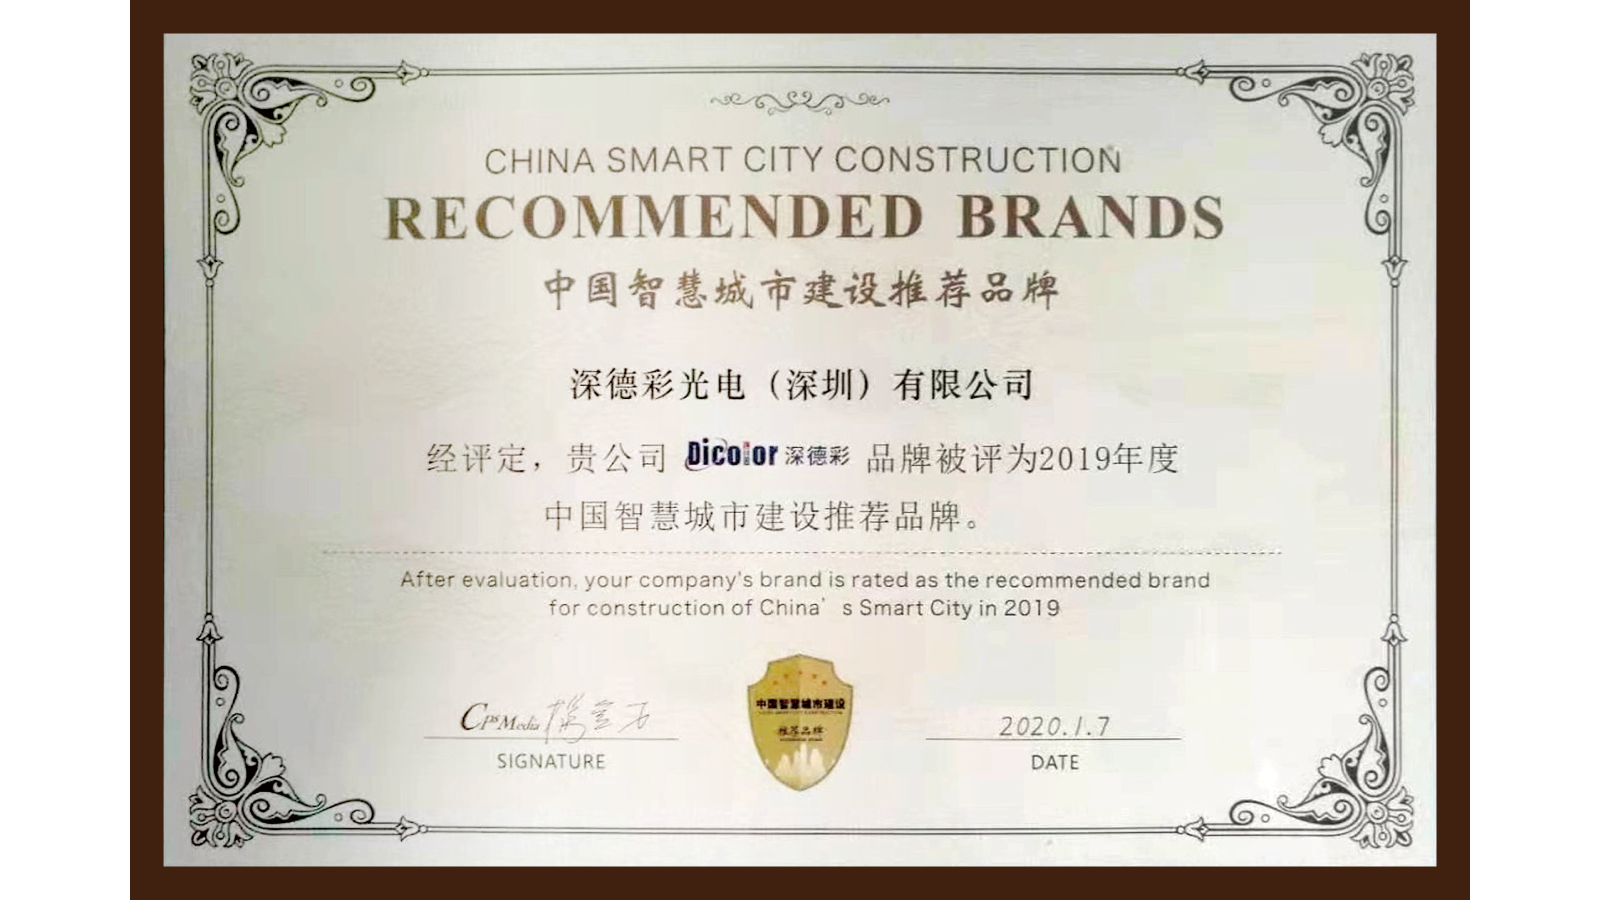 CHINA SMART CITY CONSTRUCTION
RECOMMENDED BRANDS
中国智慧城市建设推荐品牌
深德彩光电（深圳）有限公司
经评定，贵公司 Dicolor 深德彩 品牌被评为2019年度
中国智慧城市建设推荐品牌。
After evaluation, your company's brand is rated as the recommended brand
for construction of China's Smart City in 2019
CPS Media
SIGNATURE
中国智慧城市建设
推荐品牌
2020.1.7
DATE